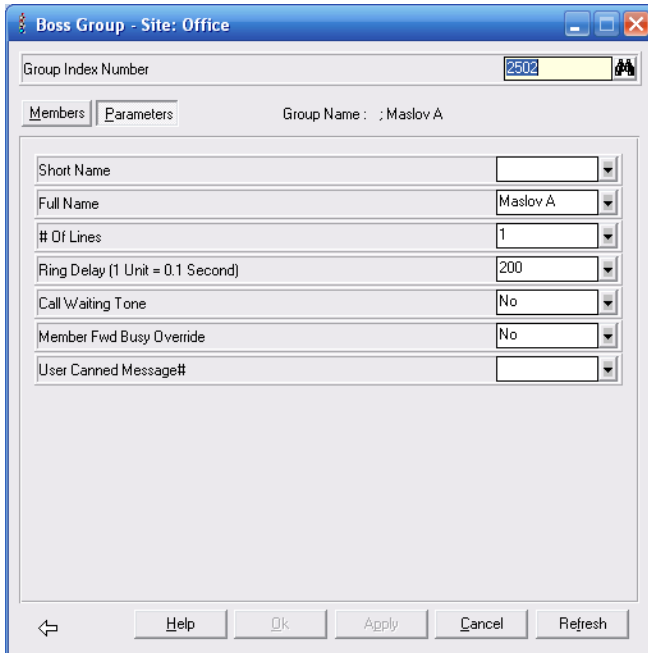 Boss Group - Site: Office
Group Index Number 2502
Members Parameters Group Name : ; Maslov A
Short Name
Full Name Maslov A
# Of Lines 1
Ring Delay (1 Unit = 0.1 Second) 200
Call Waiting Tone No
Member Fwd Busy Override No
User Canned Message#
Help Ok Apply Cancel Refresh